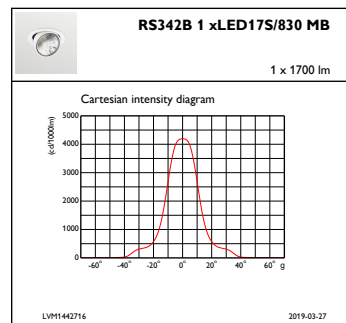 RS342B 1 xLED17S/830 MB
1 x 1700 lm
Cartesian intensity diagram
(cd/1000lm)
5000
4000
3000
2000
1000
0
-60° -40° -20° 0° 20° 40° 60° g
LVM1442716 2019-03-27